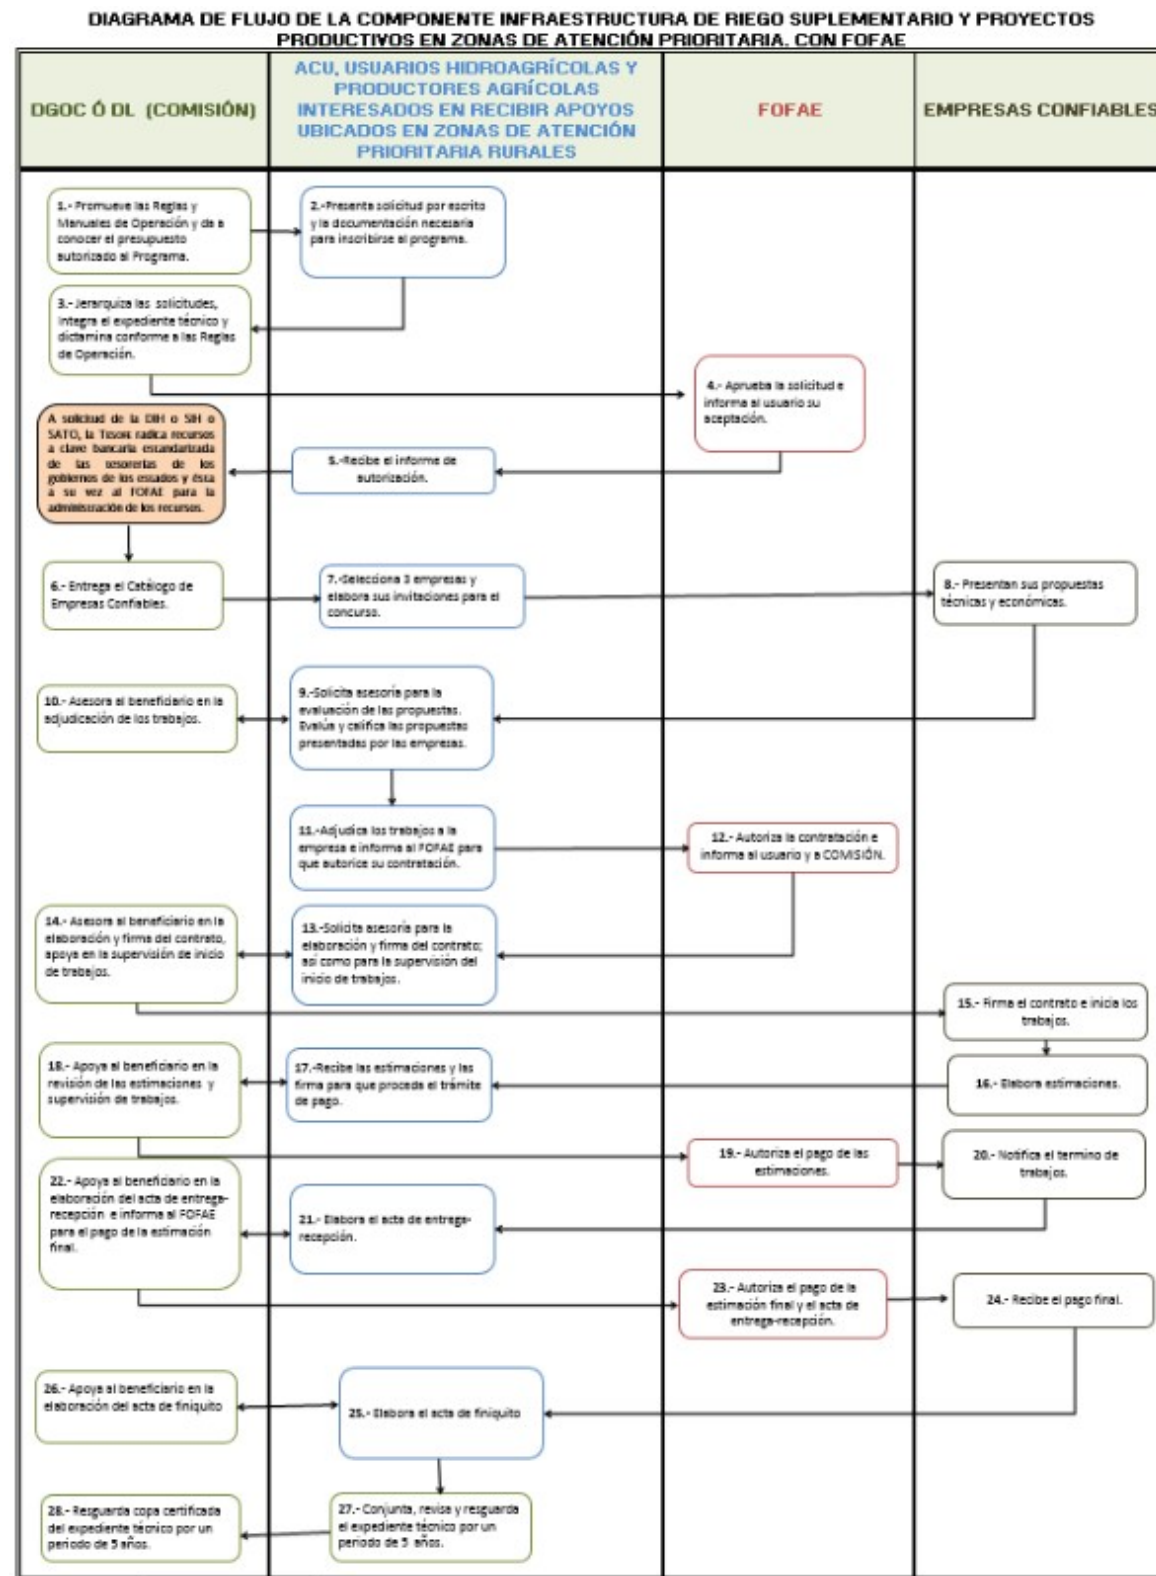 DIAGRAMA DE FLUJO DE LA COMPONENTE INFRAESTRUCTURA DE RIEGO SUPLEMENTARIO Y PROYECTOS
PRODUCTIVOS EN ZONAS DE ATENCIÓN PRIORITARIA. CON FOFAE
DGOC Ó DL (COMISIÓN)
ACU, USUARIOS HIDROAGRÍCOLAS Y
PRODUCTORES AGRÍCOLAS
INTERESADOS EN RECIBIR APOYOS
UBICADOS EN ZONAS DE ATENCIÓN
PRIORITARIA RURALES
FOFAE
EMPRESAS CONFIABLES
1.- Promueve las Reglas y
Manuales de Operación y da a
conocer el presupuesto
autorizado al Programa.
2.-Presenta solicitud por escrito
y la documentación necesaria
para inscribirse al programa.
3.- Jerarquiza las solicitudes,
integra el expediente técnico y
dictamina conforme a las Reglas
de Operación.
4.- Aprueba la solicitud e
informa al usuario su
aceptación.
A solicitud de la DIH o SIH o
SATO, la TESOFE radica recursos
a clave bancaria estandarizada
de las tesorerías de los
gobiernos de los estados y ésta
a su vez al FOFAE para la
administración de los recursos.
5.-Recibe el informe de
autorización.
6.- Entrega el Catálogo de
Empresas Confiables.
7.-Selecciona 3 empresas y
elabora sus invitaciones para el
concurso.
8.- Presentan sus propuestas
técnicas y económicas.
10.- Asesora al beneficiario en la
adjudicación de los trabajos.
9.-Solicita asesoría para la
evaluación de las propuestas.
Evalúa y califica las propuestas
presentadas por las empresas.
11.-Adjudica los trabajos a la
empresa e informa al FOFAE para
que autorice su contratación.
12.- Autoriza la contratación e
informa al usuario y a COMISIÓN.
14.- Asesora al beneficiario en la
elaboración y firma del contrato,
apoya en la supervisión de inicio
de trabajos.
13.-Solicita asesoría para la
elaboración y firma del contrato;
así como para la supervisión del
inicio de trabajos.
15.- Firma el contrato e inicia los
trabajos.
18.- Apoya al beneficiario en la
revisión de las estimaciones y
supervisión de trabajos.
17.-Recibe las estimaciones y las
firma para que proceda el trámite
de pago.
16.- Elabora estimaciones.
19.- Autoriza el pago de las
estimaciones.
20.- Notifica el termino de
trabajos.
22.- Apoya al beneficiario en la
elaboración del acta de entrega-
recepción e informa al FOFAE
para el pago de la estimación
final.
21.- Elabora el acta de entrega-
recepción.
23.- Autoriza el pago de la
estimación final y el acta de
entrega-recepción.
24.- Recibe el pago final.
26.- Apoya al beneficiario en la
elaboración del acta de finiquito
25.- Elabora el acta de finiquito
28.- Resguarda copa certificada
del expediente técnico por un
periodo de 5 años.
27.- Conjunta, revisa y resguarda
el expediente técnico por un
periodo de 5 años.